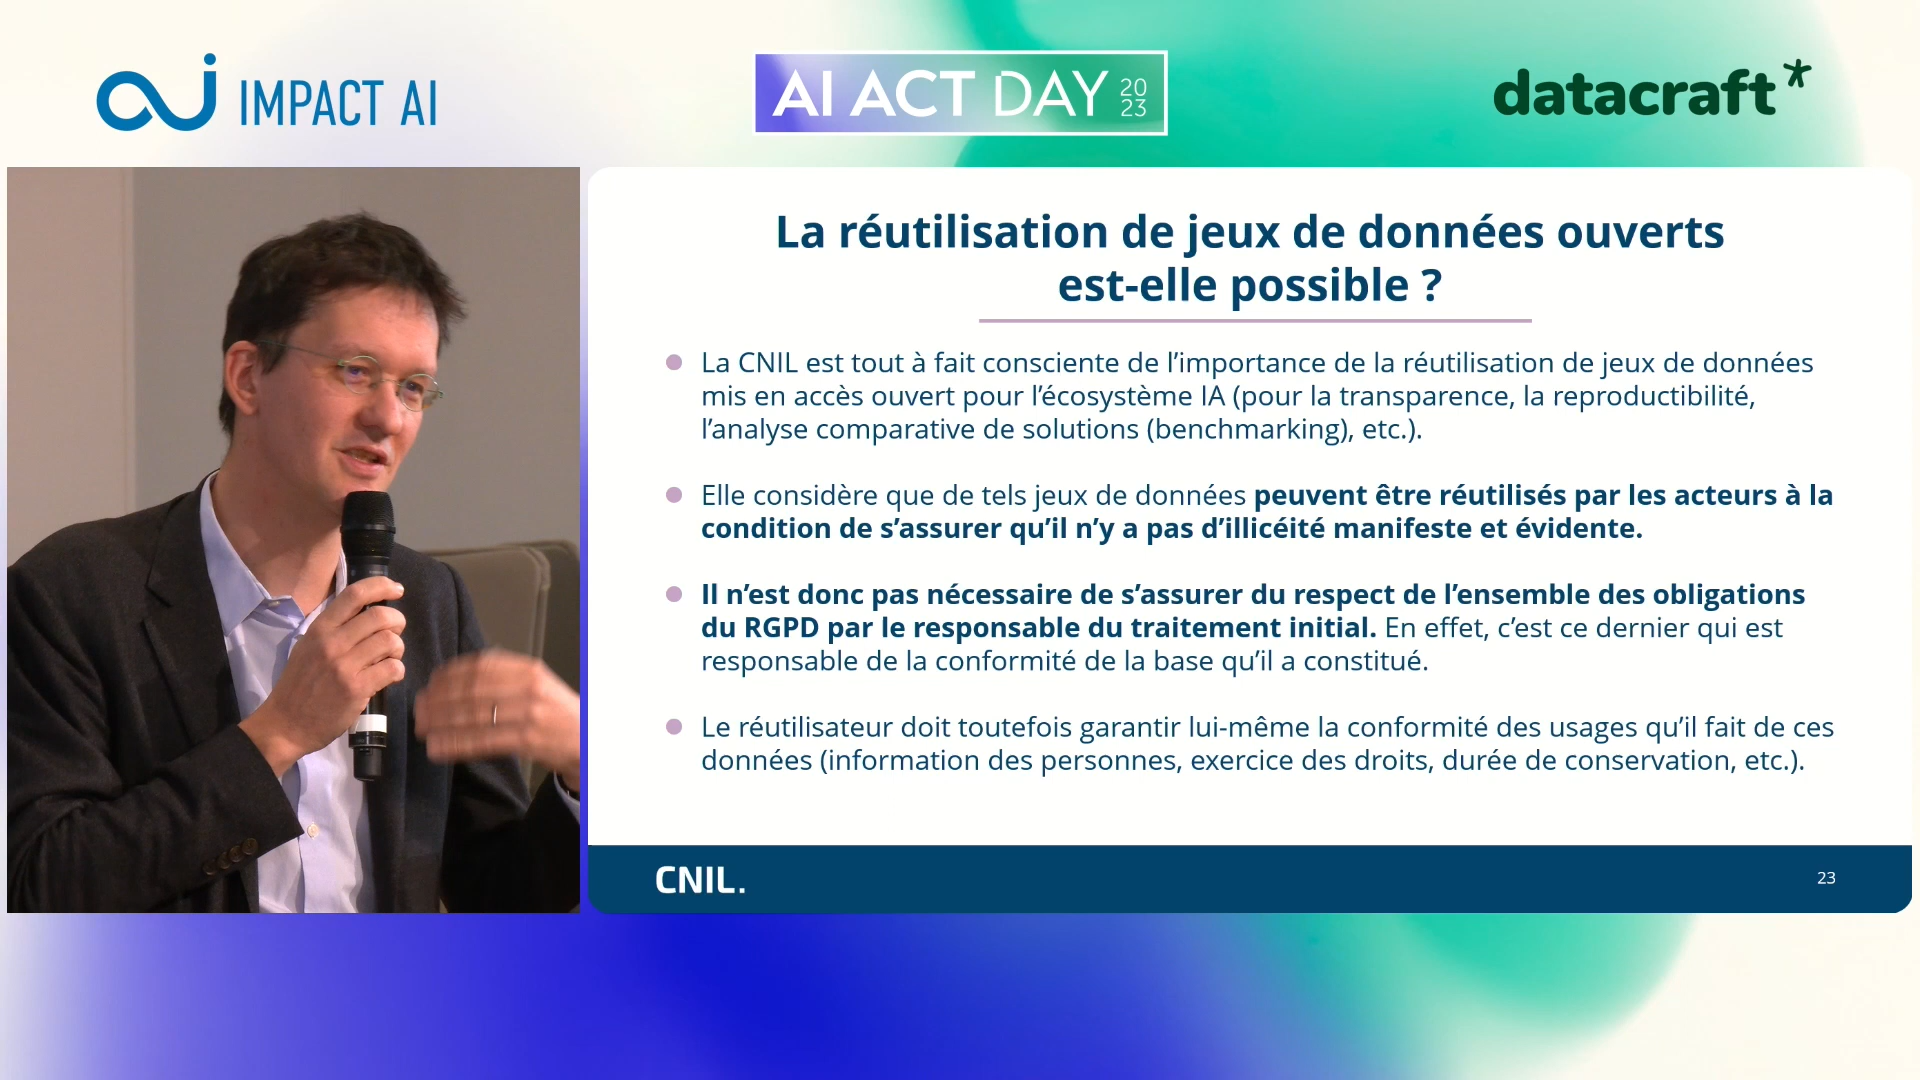 IMPACT AI
AI ACT DAY 20
23
datacraft*
La réutilisation de jeux de données ouverts
est-elle possible ?
La CNIL est tout à fait consciente de l’importance de la réutilisation de jeux de données
mis en accès ouvert pour l’écosystème IA (pour la transparence, la reproductibilité,
l’analyse comparative de solutions (benchmarking), etc.).
Elle considère que de tels jeux de données peuvent être réutilisés par les acteurs à la
condition de s’assurer qu’il n’y a pas d’illicéité manifeste et évidente.
Il n’est donc pas nécessaire de s’assurer du respect de l’ensemble des obligations
du RGPD par le responsable du traitement initial. En effet, c’est ce dernier qui est
responsable de la conformité de la base qu’il a constitué.
Le réutilisateur doit toutefois garantir lui-même la conformité des usages qu’il fait de ces
données (information des personnes, exercice des droits, durée de conservation, etc.).
CNIL.
23